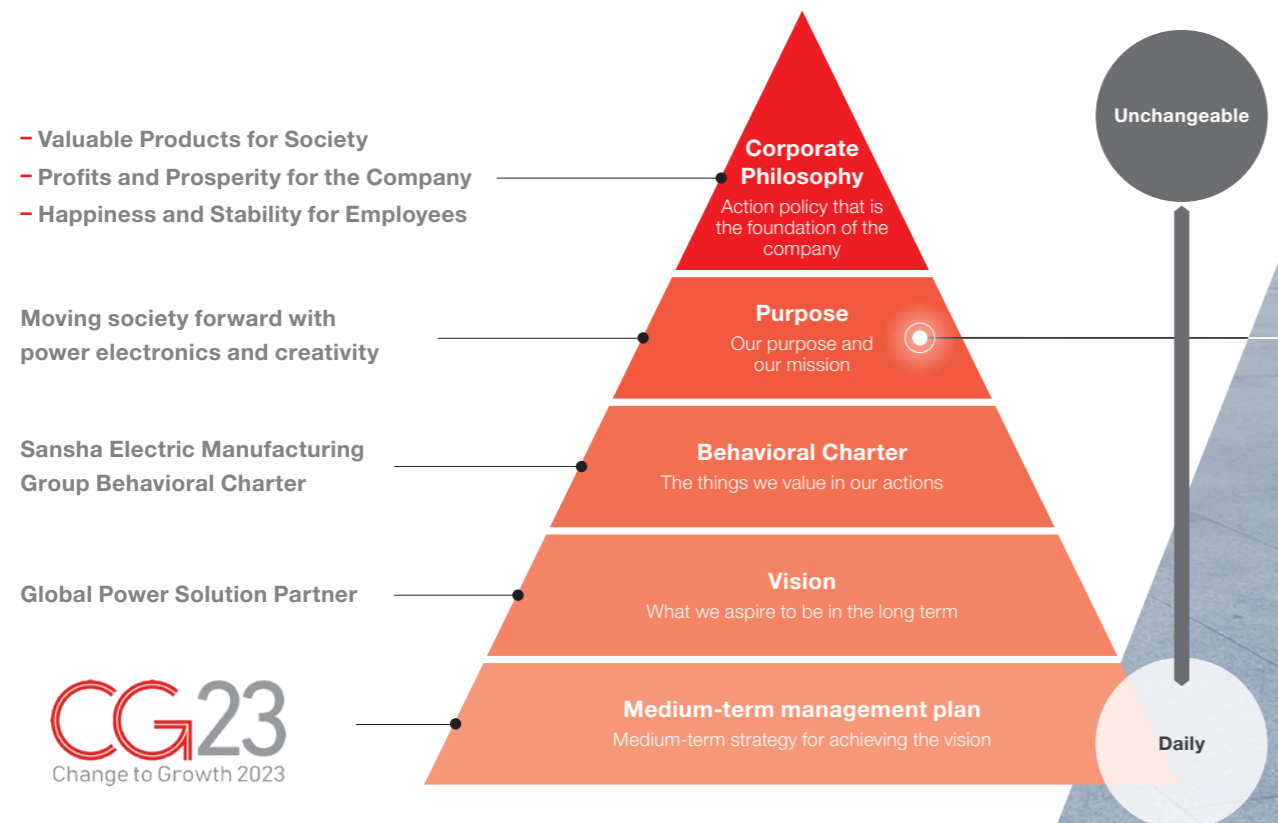 – Valuable Products for Society
– Profits and Prosperity for the Company
– Happiness and Stability for Employees
Corporate
Philosophy
Action policy that is
the foundation of the
company
Unchangeable
Moving society forward with
power electronics and creativity
Purpose
Our purpose and
our mission
Sansha Electric Manufacturing
Group Behavioral Charter
Behavioral Charter
The things we value in our actions
Global Power Solution Partner
Vision
What we aspire to be in the long term
CG23
Change to Growth 2023
Medium-term management plan
Medium-term strategy for achieving the vision
Daily